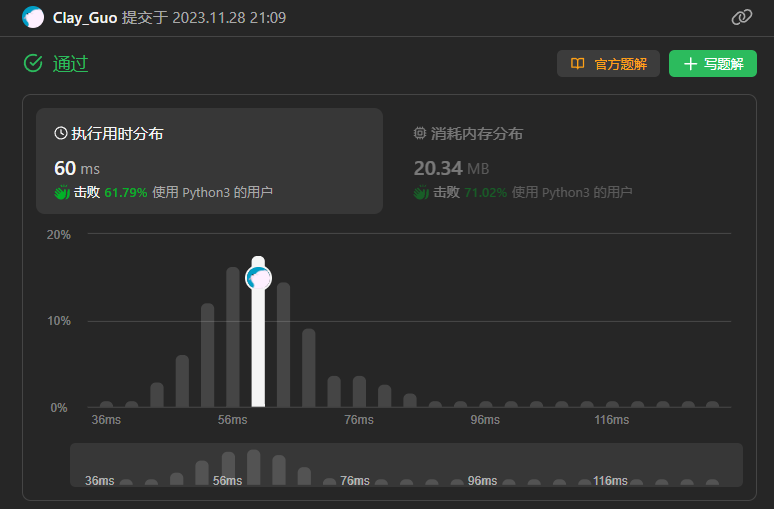 Clay_Guo 提交于 2023.11.28 21:09
通过
官方题解
写题解
执行用时分布
消耗内存分布
60 ms
20.34 MB
击败 61.79% 使用 Python3 的用户
击败 71.02% 使用 Python3 的用户
20%
10%
0%
36ms 56ms 76ms 96ms 116ms
36ms 56ms 76ms 96ms 116ms